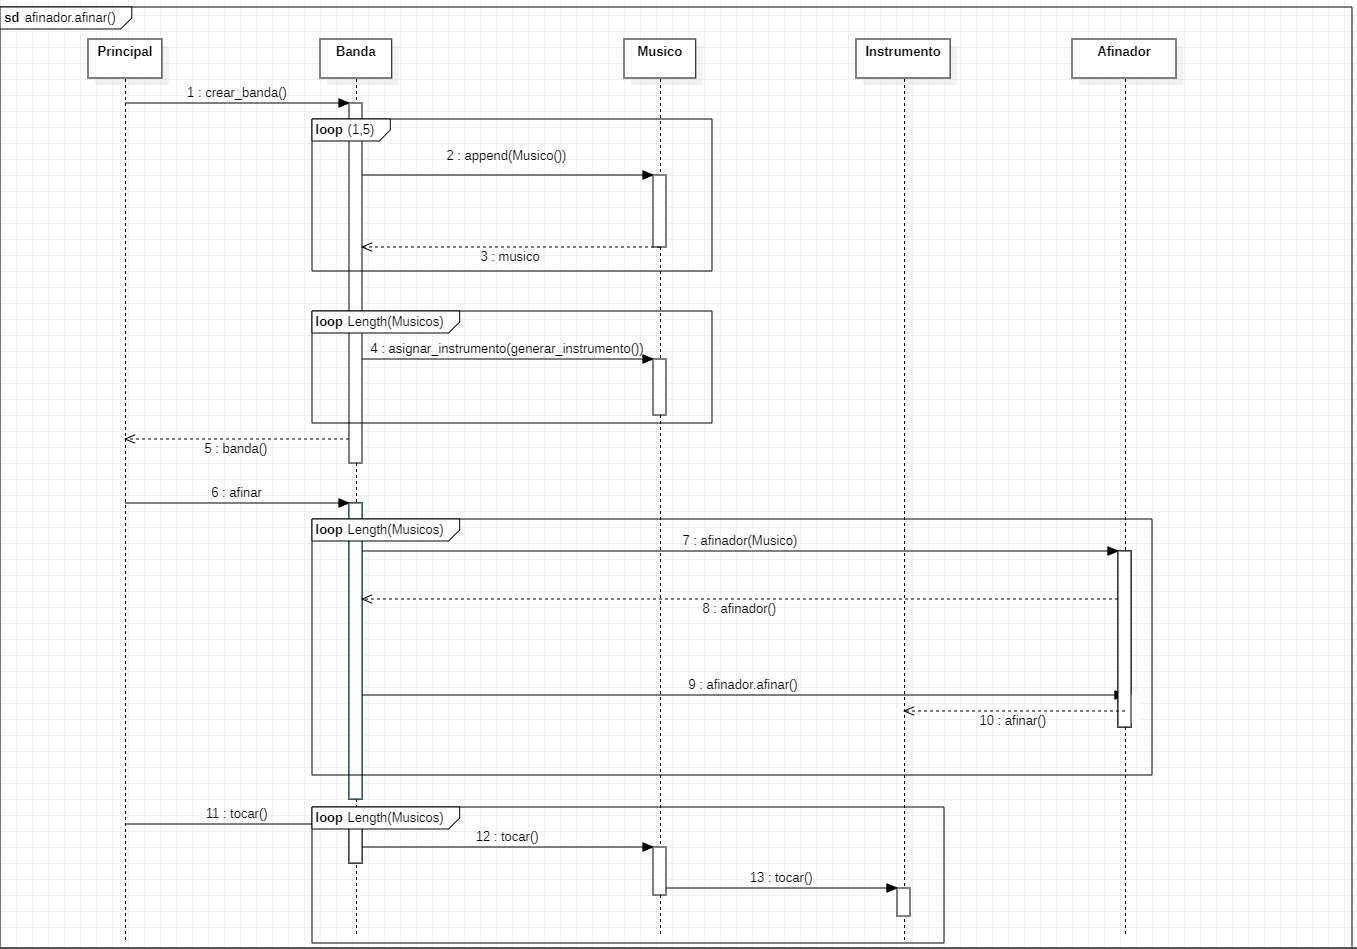 sd afinador.afinar()
Principal
Banda
Musico
Instrumento
Afinador
1 : crear_banda()
loop (1,5)
2 : append(Musico())
3 : musico
loop Length(Musicos)
4 : asignar_instrumento(generar_instrumento())
5 : banda()
6 : afinar
loop Length(Musicos)
7 : afinador(Musico)
8 : afinador()
9 : afinador.afinar()
10 : afinar()
11 : tocar()
loop Length(Musicos)
12 : tocar()
13 : tocar()